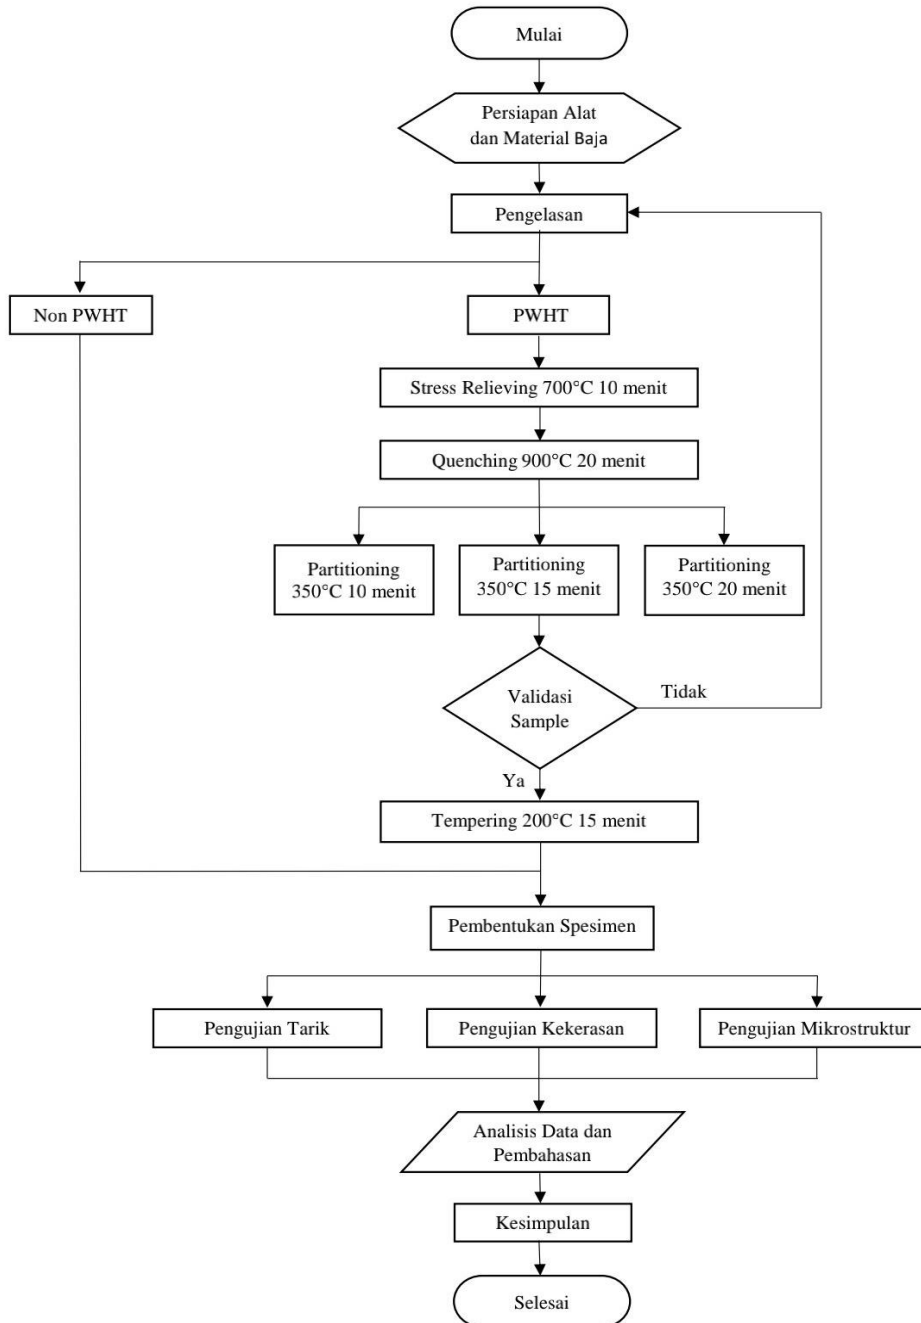 Mulai
Persiapan Alat
dan Material Baja
Pengelasan
Non PWHT
PWHT
Stress Relieving 700°C 10 menit
Quenching 900°C 20 menit
Partitioning
350°C 10 menit
Partitioning
350°C 15 menit
Partitioning
350°C 20 menit
Validasi
Sample
Tidak
Ya
Tempering 200°C 15 menit
Pembentukan Spesimen
Pengujian Tarik
Pengujian Kekerasan
Pengujian Mikrostruktur
Analisis Data dan
Pembahasan
Kesimpulan
Selesai